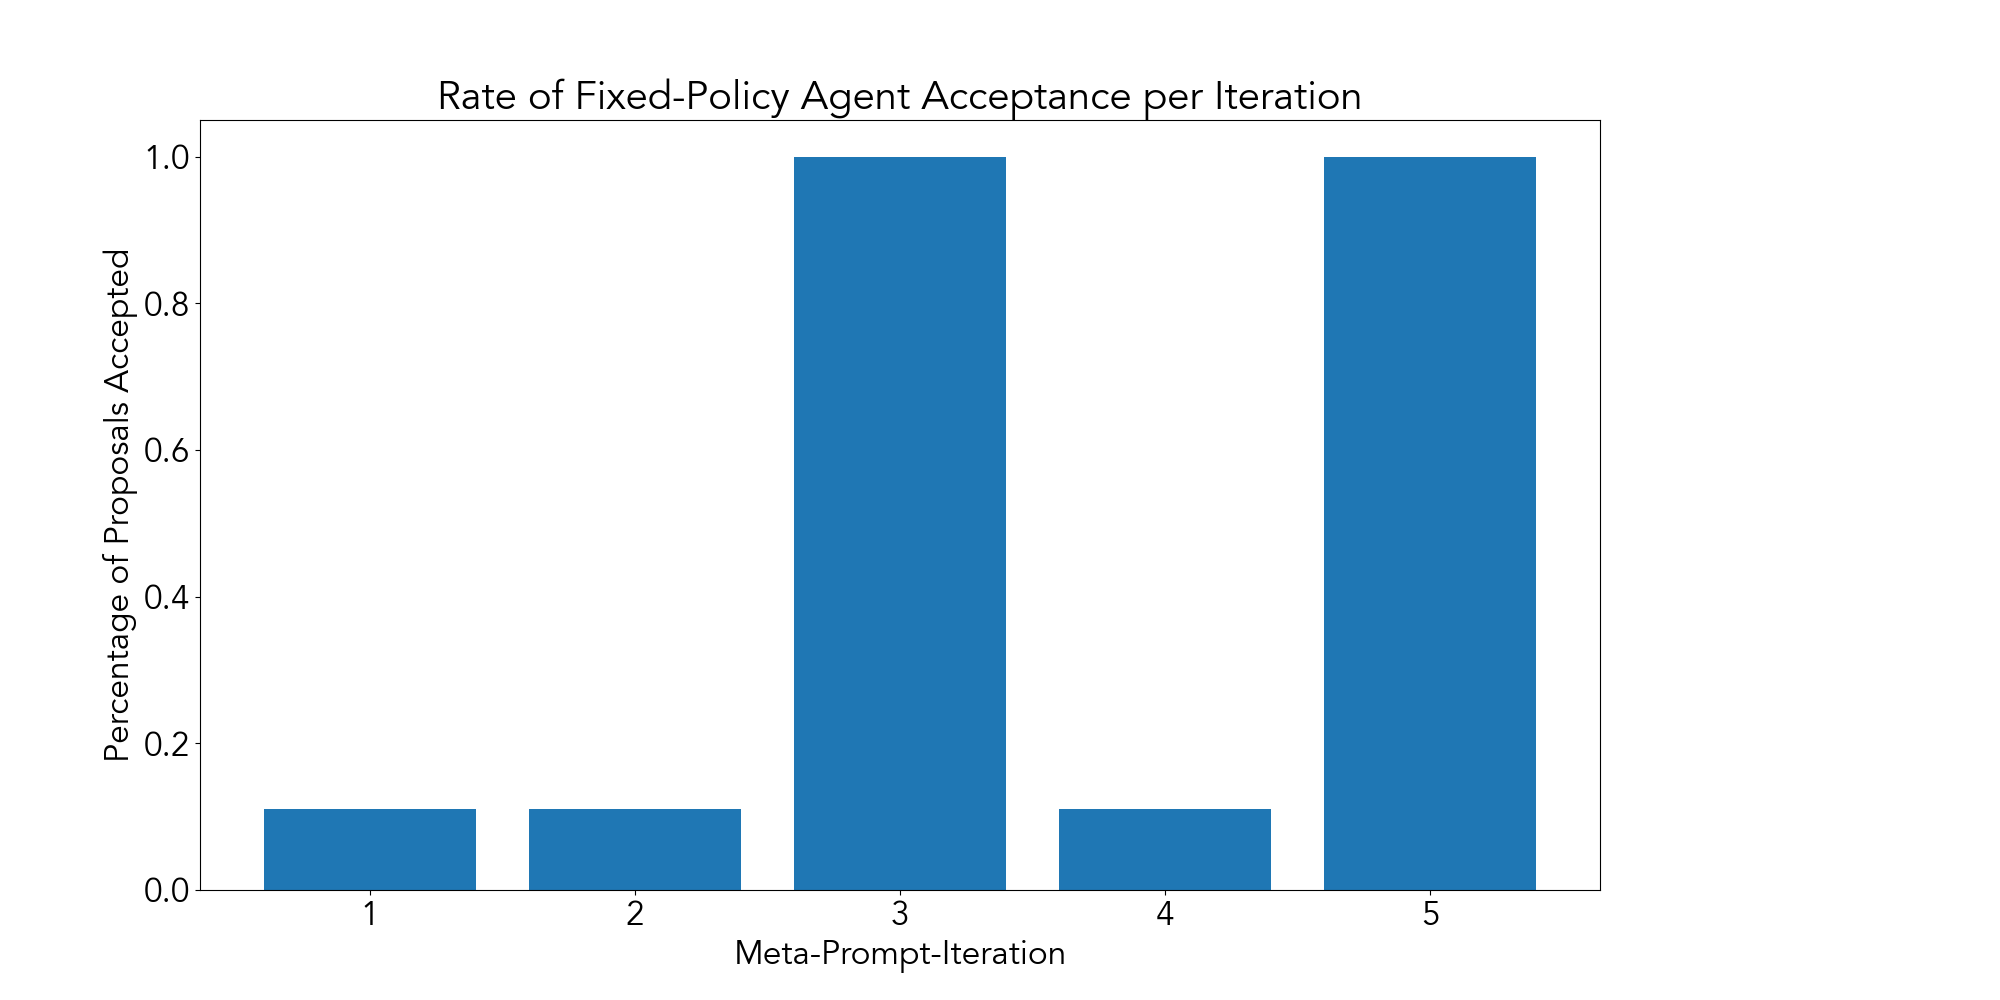 Rate of Fixed-Policy Agent Acceptance per Iteration
Percentage of Proposals Accepted
1.0
0.8
0.6
0.4
0.2
0.0
1 2 3 4 5
Meta-Prompt-Iteration